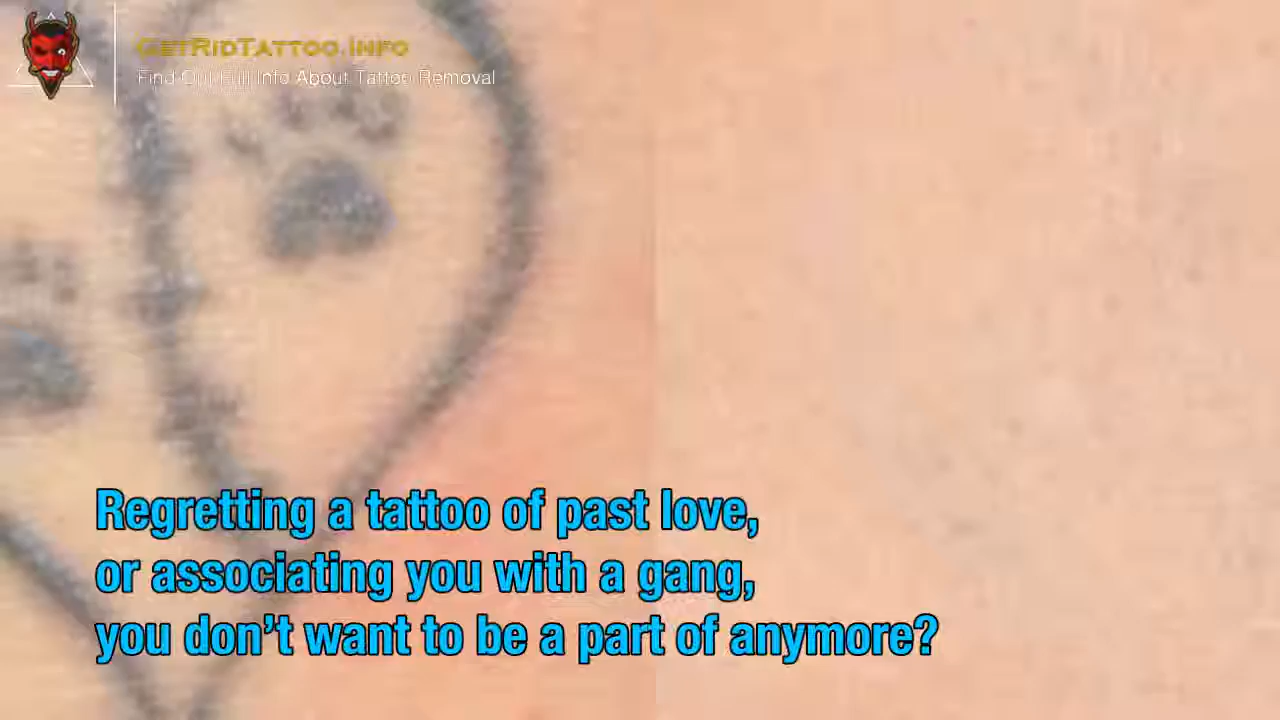 GetRidTattoo.Info
Find Out Full Info About Tattoo Removal
Regretting a tattoo of past love,
or associating you with a gang,
you don't want to be a part of anymore?